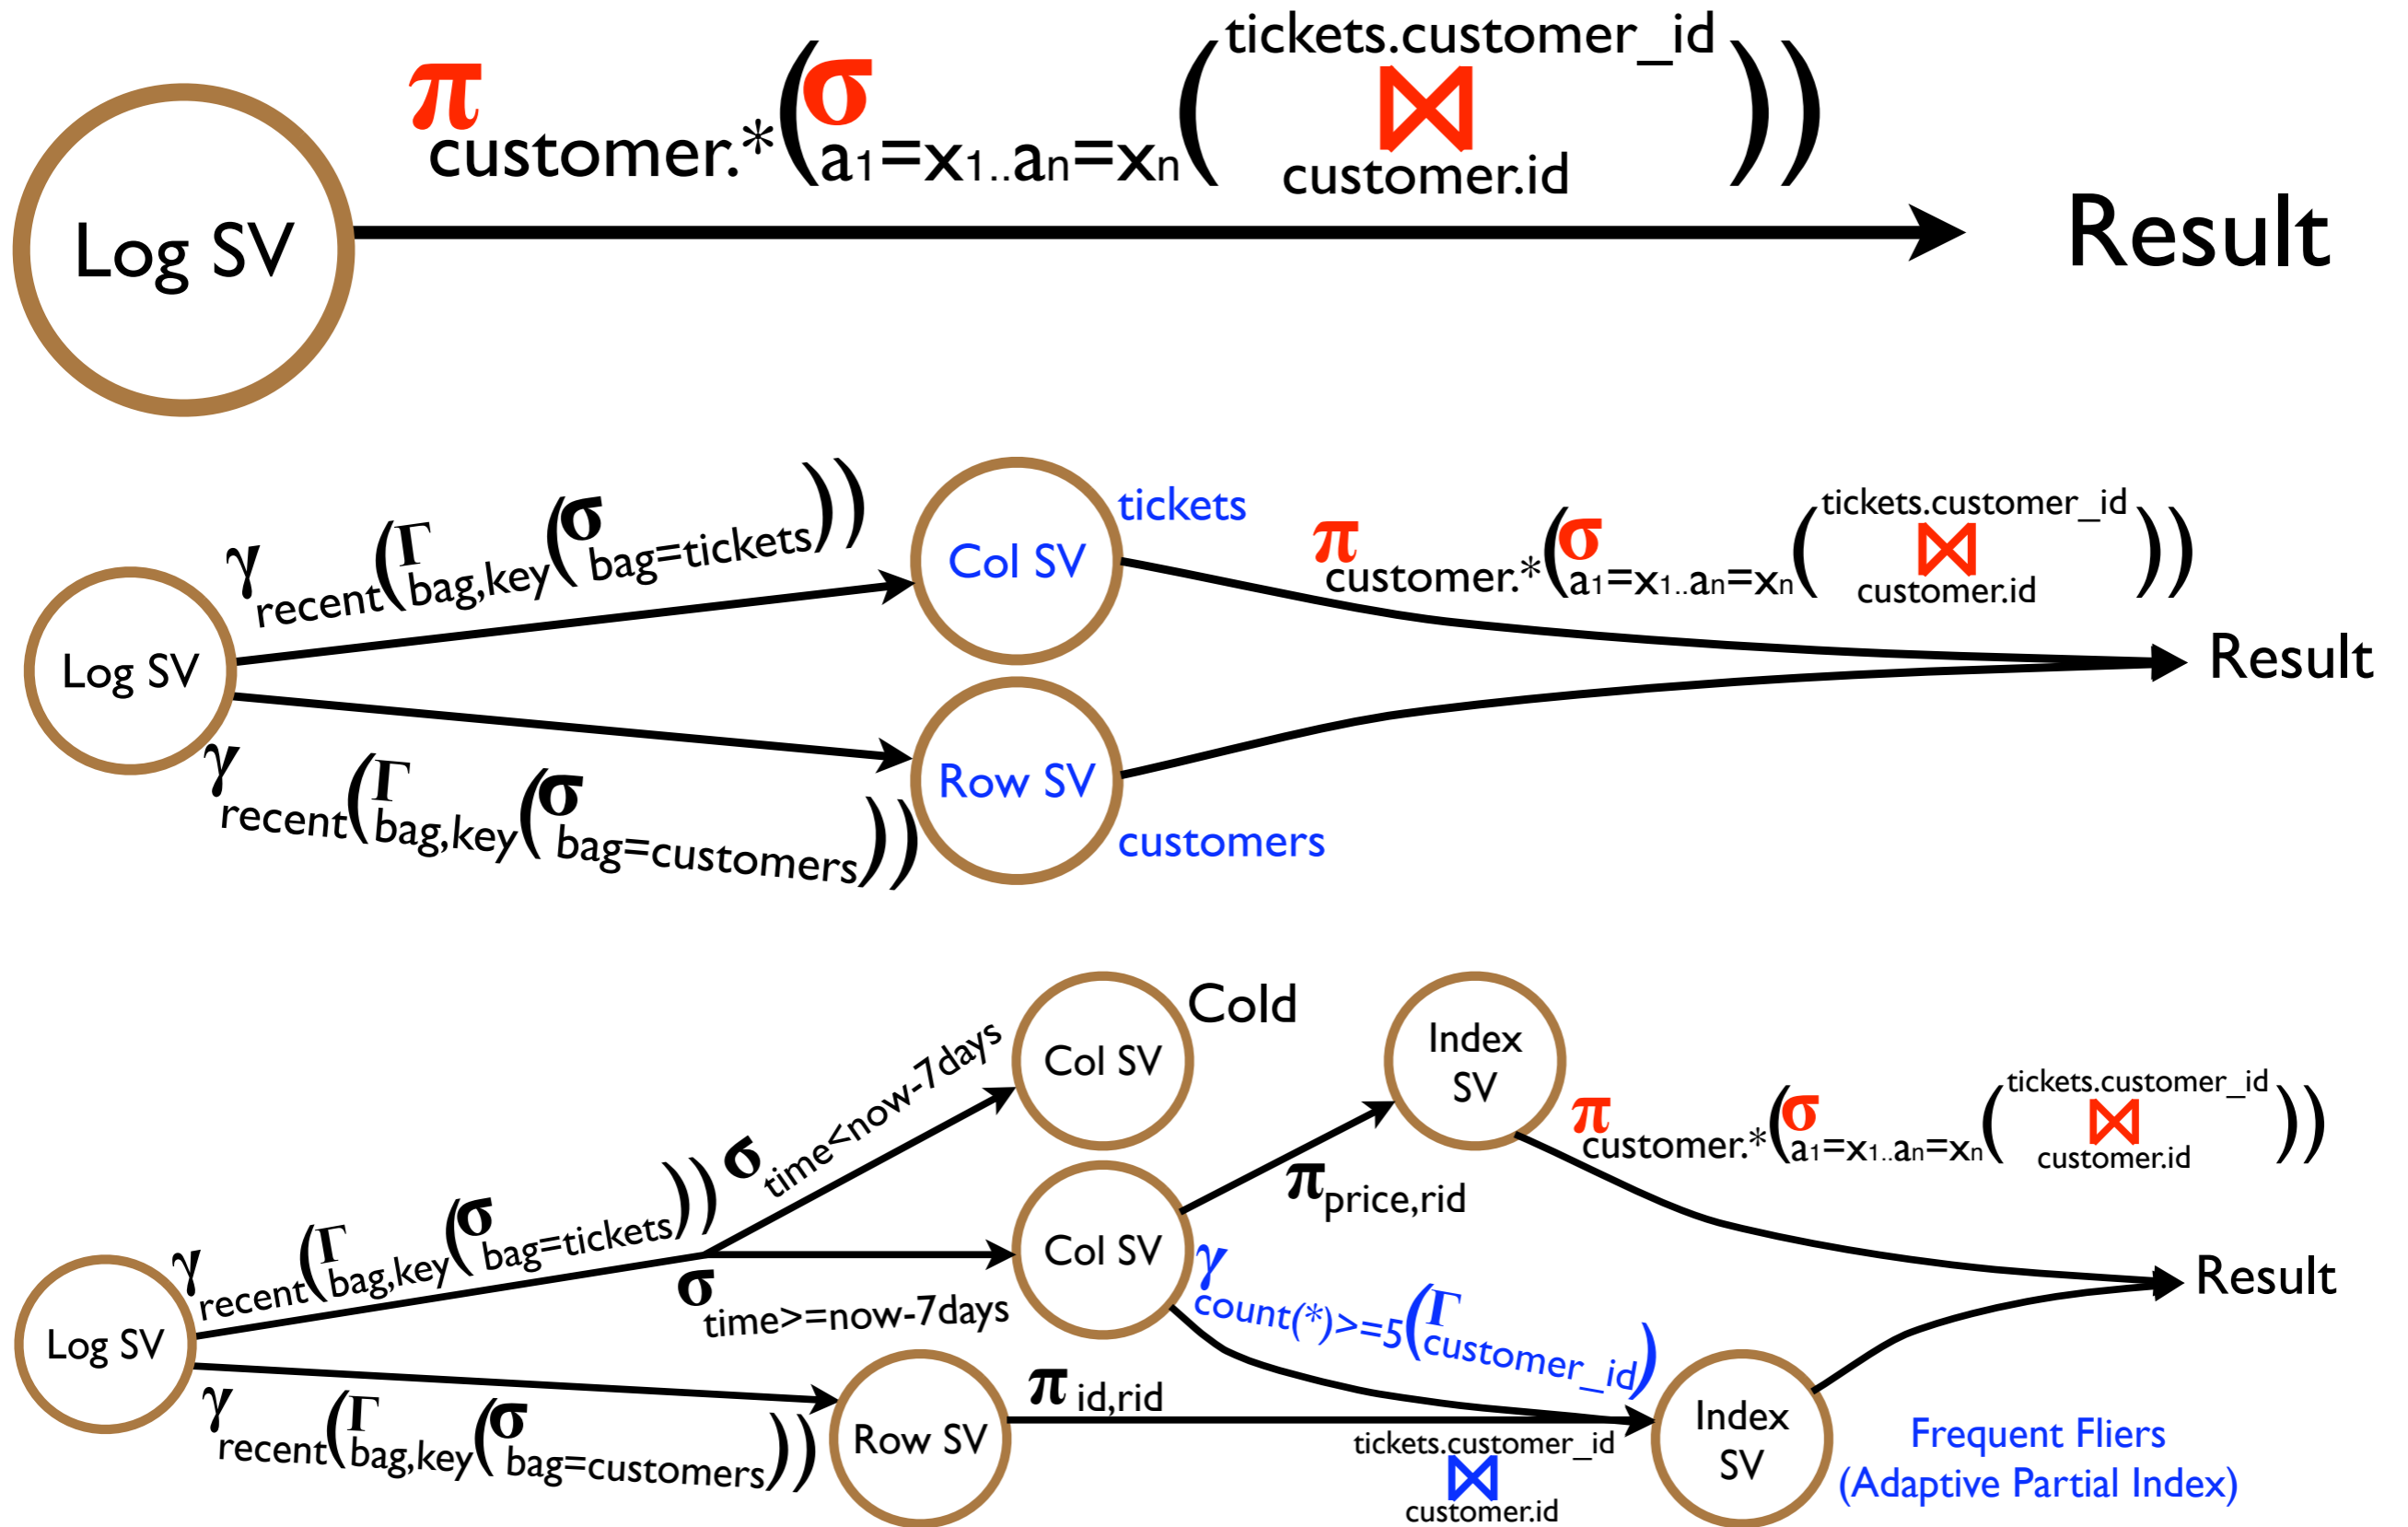 tickets.customer_id
π customer.*(σ a1=x1..an=xn(⋈))
customer.id
Log SV
Result
γ recent(Γ bag,key(σ bag=tickets))
Col SV
tickets
tickets.customer_id
π customer.*(σ a1=x1..an=xn(⋈))
customer.id
Log SV
Result
γ recent(Γ bag,key(σ bag=customers))
Row SV
customers
Cold
Col SV
σ time<now-7days
Index
SV
tickets.customer_id
π customer.*(σ a1=x1..an=xn(⋈))
customer.id
π price,rid
γ recent(Γ bag,key(σ bag=tickets))
Col SV
σ time>=now-7days
γ count(*)>=5(Γ customer_id)
Result
Log SV
γ recent(Γ bag,key(σ bag=customers))
Row SV
π id,rid
tickets.customer_id
⋈
customer.id
Index
SV
Frequent Fliers
(Adaptive Partial Index)